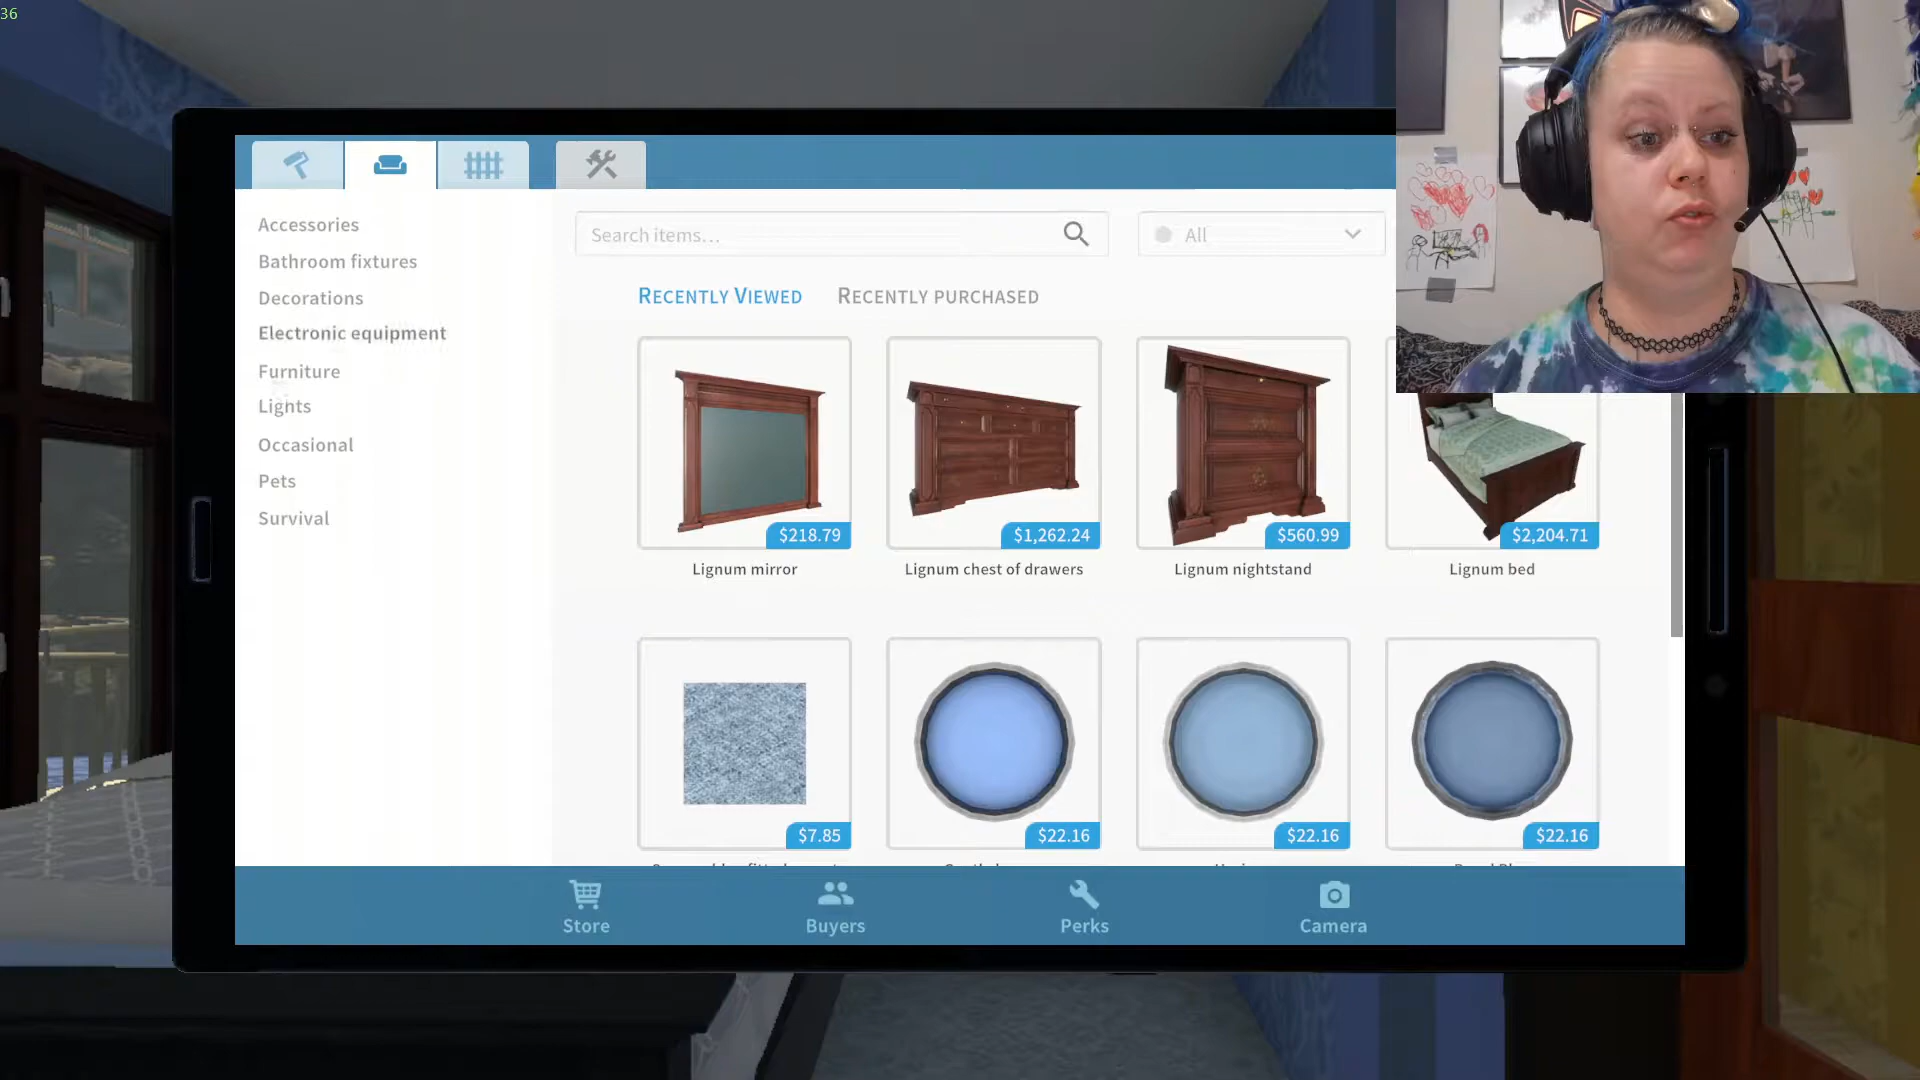 36
Accessories
Bathroom fixtures
Decorations
Electronic equipment
Furniture
Lights
Occasional
Pets
Survival
Search items...
All
RECENTLY VIEWED
RECENTLY PURCHASED
$218.79
$1,262.24
$560.99
$2,204.71
Lignum mirror
Lignum chest of drawers
Lignum nightstand
Lignum bed
$7.85
$22.16
$22.16
$22.16
Store
Buyers
Perks
Camera